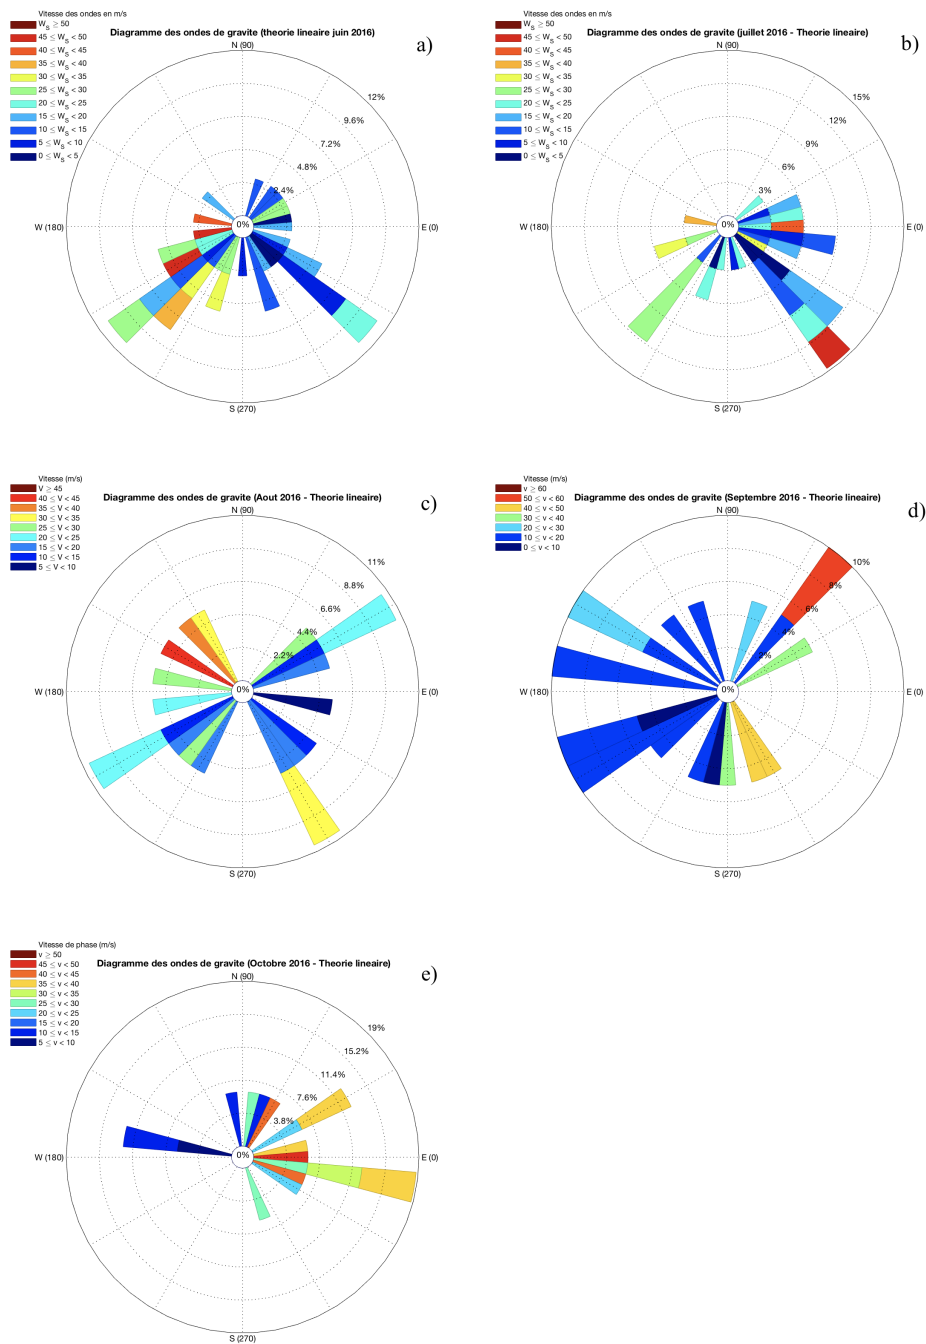 Vitesse des ondes en m/s
W_S ≥ 50
45 ≤ W_S < 50
40 ≤ W_S < 45
35 ≤ W_S < 40
30 ≤ W_S < 35
25 ≤ W_S < 30
20 ≤ W_S < 25
15 ≤ W_S < 20
10 ≤ W_S < 15
5 ≤ W_S < 10
0 ≤ W_S < 5
Diagramme des ondes de gravite (theorie lineaire juin 2016)
a)
N (90)
12%
9.6%
7.2%
4.8%
2.4%
0%
W (180)
E (0)
S (270)
Vitesse des ondes en m/s
W_S ≥ 50
45 ≤ W_S < 50
40 ≤ W_S < 45
35 ≤ W_S < 40
30 ≤ W_S < 35
25 ≤ W_S < 30
20 ≤ W_S < 25
15 ≤ W_S < 20
10 ≤ W_S < 15
5 ≤ W_S < 10
0 ≤ W_S < 5
Diagramme des ondes de gravite (juillet 2016 - Theorie lineaire)
b)
N (90)
15%
12%
9%
6%
3%
0%
W (180)
E (0)
S (270)
Vitesse (m/s)
V ≥ 45
40 ≤ V < 45
35 ≤ V < 40
30 ≤ V < 35
25 ≤ V < 30
20 ≤ V < 25
15 ≤ V < 20
10 ≤ V < 15
5 ≤ V < 10
Diagramme des ondes de gravite (Aout 2016 - Theorie lineaire)
c)
N (90)
11%
8.8%
6.6%
4.4%
2.2%
0%
W (180)
E (0)
S (270)
Vitesse (m/s)
v ≥ 60
50 ≤ v < 60
40 ≤ v < 50
30 ≤ v < 40
20 ≤ v < 30
10 ≤ v < 20
0 ≤ v < 10
Diagramme des ondes de gravite (Septembre 2016 - Theorie lineaire)
d)
N (90)
10%
8%
6%
4%
2%
0%
W (180)
E (0)
S (270)
Vitesse de phase (m/s)
v ≥ 50
45 ≤ v < 50
40 ≤ v < 45
35 ≤ v < 40
30 ≤ v < 35
25 ≤ v < 30
20 ≤ v < 25
15 ≤ v < 20
10 ≤ v < 15
5 ≤ v < 10
Diagramme des ondes de gravite (Octobre 2016 - Theorie lineaire)
e)
N (90)
19%
15.2%
11.4%
7.6%
3.8%
0%
W (180)
E (0)
S (270)